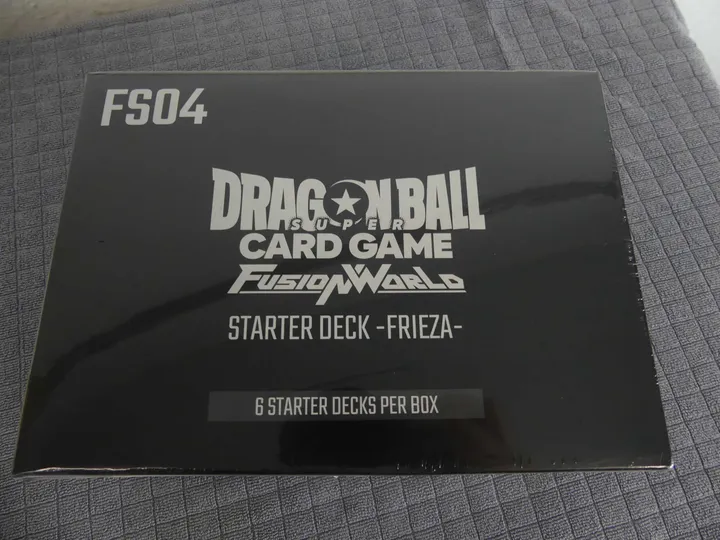 FS04
DRAGON BALL
SUPER
CARD GAME
FUSION WORLD
STARTER DECK -FRIEZA-
6 STARTER DECKS PER BOX